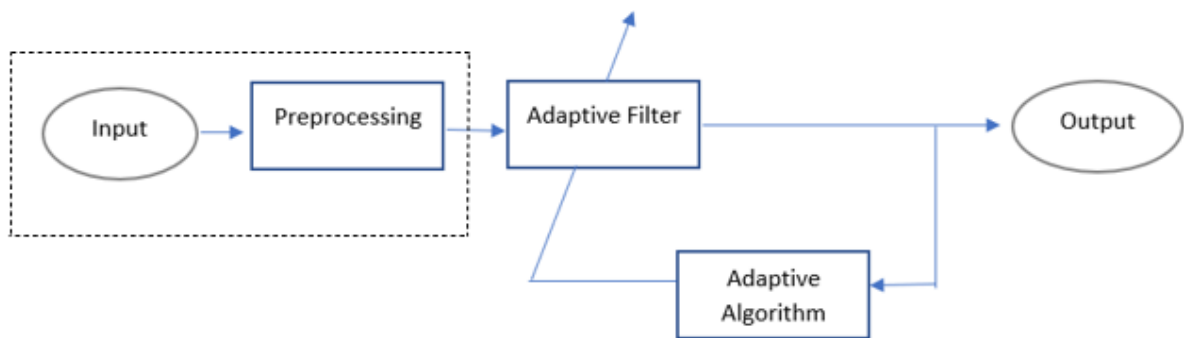 Input
Preprocessing
Adaptive Filter
Output
Adaptive
Algorithm